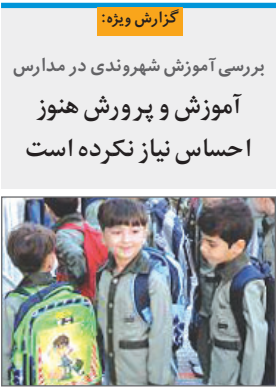 گزارش ویژه:
بررسی آموزش شهروندی در مدارس
آموزش و پرورش هنوز
احساس نیاز نکرده است